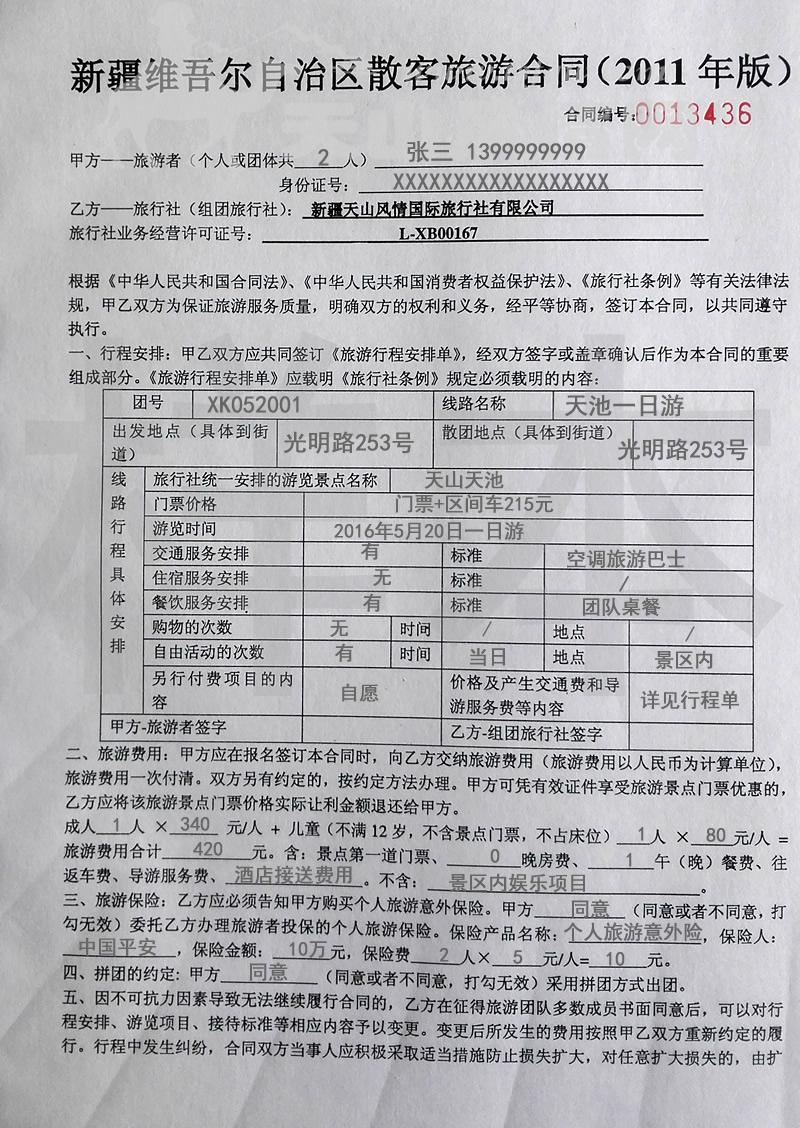 新疆维吾尔自治区散客旅游合同（2011年版）
合同编号:0013436
甲方——旅游者（个人或团体共 2 人） 张三 1399999999
身份证号： XXXXXXXXXXXXXXXXXX
乙方——旅行社（组团旅行社）： 新疆天山风情国际旅行社有限公司
旅行社业务经营许可证号： L-XB00167
根据《中华人民共和国合同法》、《中华人民共和国消费者权益保护法》、《旅行社条例》等有关法律法
规，甲乙双方为保证旅游服务质量，明确双方的权利和义务，经平等协商，签订本合同，以共同遵守
执行。
一、行程安排：甲乙双方应共同签订《旅游行程安排单》，经双方签字或盖章确认后作为本合同的重要
组成部分。《旅游行程安排单》应载明《旅行社条例》规定必须载明的内容：
团号 XK052001 线路名称 天池一日游
出发地点（具体到街道） 光明路253号 散团地点（具体到街道） 光明路253号
线路行程具体安排
旅行社统一安排的游览景点名称 天山天池
门票价格 门票+区间车215元
游览时间 2016年5月20日一日游
交通服务安排 有 标准 空调旅游巴士
住宿服务安排 无 标准 /
餐饮服务安排 有 标准 团队桌餐
购物的次数 无 时间 / 地点 /
自由活动的次数 有 时间 当日 地点 景区内
另行付费项目的内容 自愿 价格及产生交通费和导游服务费等内容 详见行程单
甲方-旅游者签字 乙方-组团旅行社签字
二、旅游费用：甲方应在报名签订本合同时，向乙方交纳旅游费用（旅游费用以人民币为计算单位），
旅游费用一次付清。双方另有约定的，按约定方法办理。甲方可凭有效证件享受旅游景点门票优惠的，
乙方应将该旅游景点门票价格实际让利金额退还给甲方。
成人 1 人 × 340 元/人 + 儿童（不满12岁，不含景点门票，不占床位） 1 人 × 80 元/人 =
旅游费用合计 420 元。含：景点第一道门票、 0 晚房费、 1 午（晚）餐费、往
返车费、导游服务费、 酒店接送费用 。不含： 景区内娱乐项目 。
三、旅游保险：乙方应必须告知甲方购买个人旅游意外保险。甲方 同意 （同意或者不同意，打
勾无效）委托乙方办理旅游者投保的个人旅游保险。保险产品名称：个人旅游意外险，保险人：
中国平安 ，保险金额： 10万元，保险费 2 人× 5 元/人= 10 元。
四、拼团的约定: 甲方 同意 （同意或者不同意，打勾无效）采用拼团方式出团。
五、因不可抗力因素导致无法继续履行合同的，乙方在征得旅游团队多数成员书面同意后，可以对行
程安排、游览项目、接待标准等相应内容予以变更。变更后所发生的费用按照甲乙双方重新约定的履
行。行程中发生纠纷，合同双方当事人应积极采取适当措施防止损失扩大，对任意扩大损失的，由扩